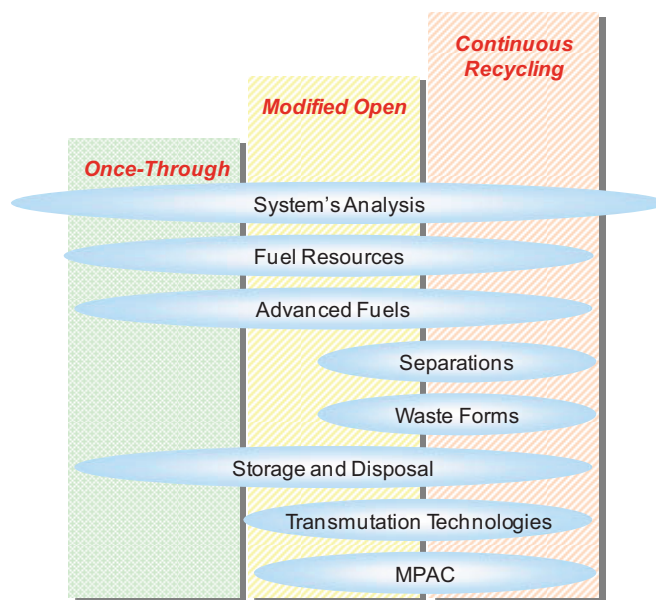 Continuous
Recycling
Modified Open
Once-Through
System's Analysis
Fuel Resources
Advanced Fuels
Separations
Waste Forms
Storage and Disposal
Transmutation Technologies
MPAC